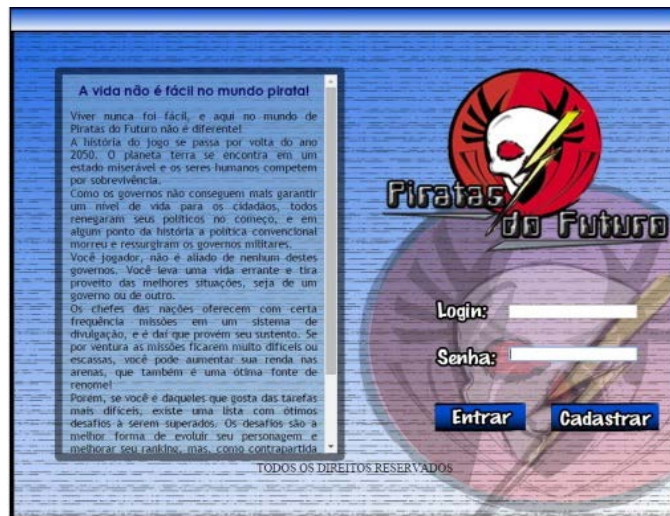 A vida não é fácil no mundo pirata!
Viver nunca foi fácil, e aqui no mundo de
Piratas do Futuro não é diferente!
A história do jogo se passa por volta do ano
2050. O planeta terra se encontra em um
estado miserável e os seres humanos competem
por sobrevivência.
Como os governos não conseguem mais garantir
um nível de vida para os cidadãos, todos
renegaram seus políticos no começo, e em
algum ponto da história a política convencional
morreu e ressurgiram os governos militares.
Você jogador, não é aliado de nenhum destes
governos. Você leva uma vida errante e tira
proveito das melhores situações, seja de um
governo ou de outro.
Os chefes das nações oferecem com certa
frequência missões em um sistema de
divulgação, e é daí que provém seu sustento. Se
por ventura as missões ficarem muito difíceis ou
escassas, você pode aumentar sua renda nas
arenas, que também é uma ótima fonte de
renome!
Porem, se você é daqueles que gosta das tarefas
mais difíceis, existe uma lista com ótimos
desafios à serem superados. Os desafios são a
melhor forma de evoluir seu personagem e
melhorar seu ranking, mas, como contrapartida
Piratas
do Futuro
Login:
Senha:
Entrar Cadastrar
TODOS OS DIREITOS RESERVADOS